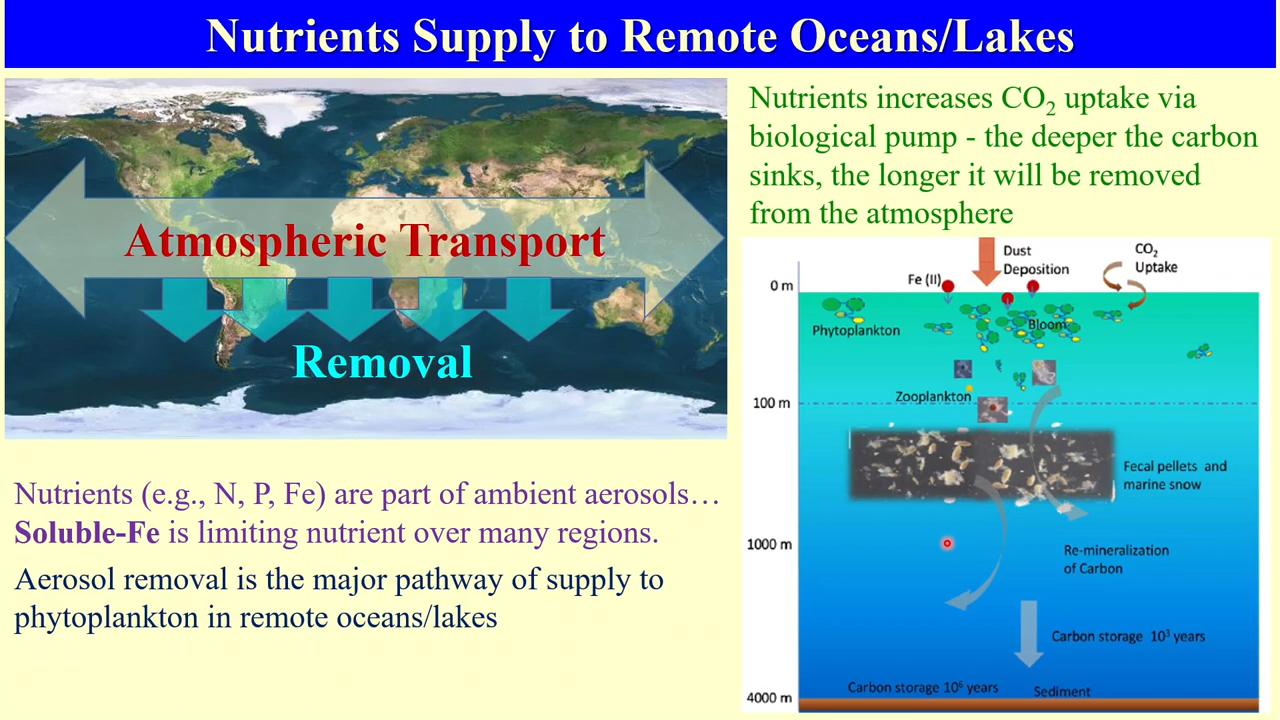 Nutrients Supply to Remote Oceans/Lakes
Atmospheric Transport
Removal
Nutrients (e.g., N, P, Fe) are part of ambient aerosols…
Soluble-Fe is limiting nutrient over many regions.
Aerosol removal is the major pathway of supply to
phytoplankton in remote oceans/lakes
Nutrients increases CO₂ uptake via
biological pump - the deeper the carbon
sinks, the longer it will be removed
from the atmosphere
Dust
Deposition
CO₂
Uptake
Fe (II)
0 m
Phytoplankton
Bloom
Zooplankton
100 m
Fecal pellets and
marine snow
1000 m
Re-mineralization
of Carbon
Carbon storage 10³ years
Carbon storage 10⁶ years
Sediment
4000 m